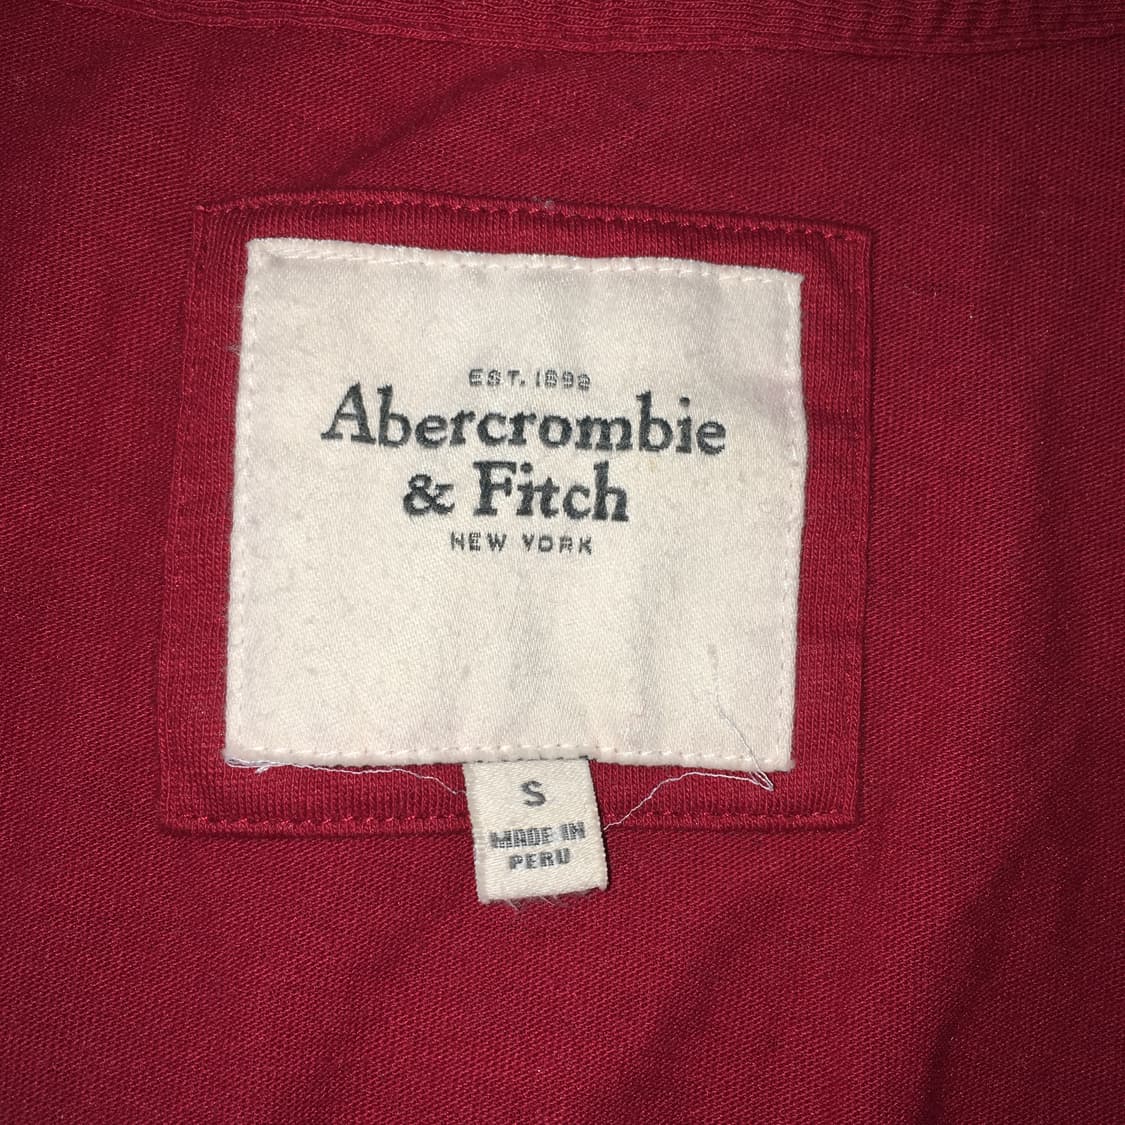 EST. 1892
Abercrombie
& Fitch
NEW YORK
S
MADE IN
PERU